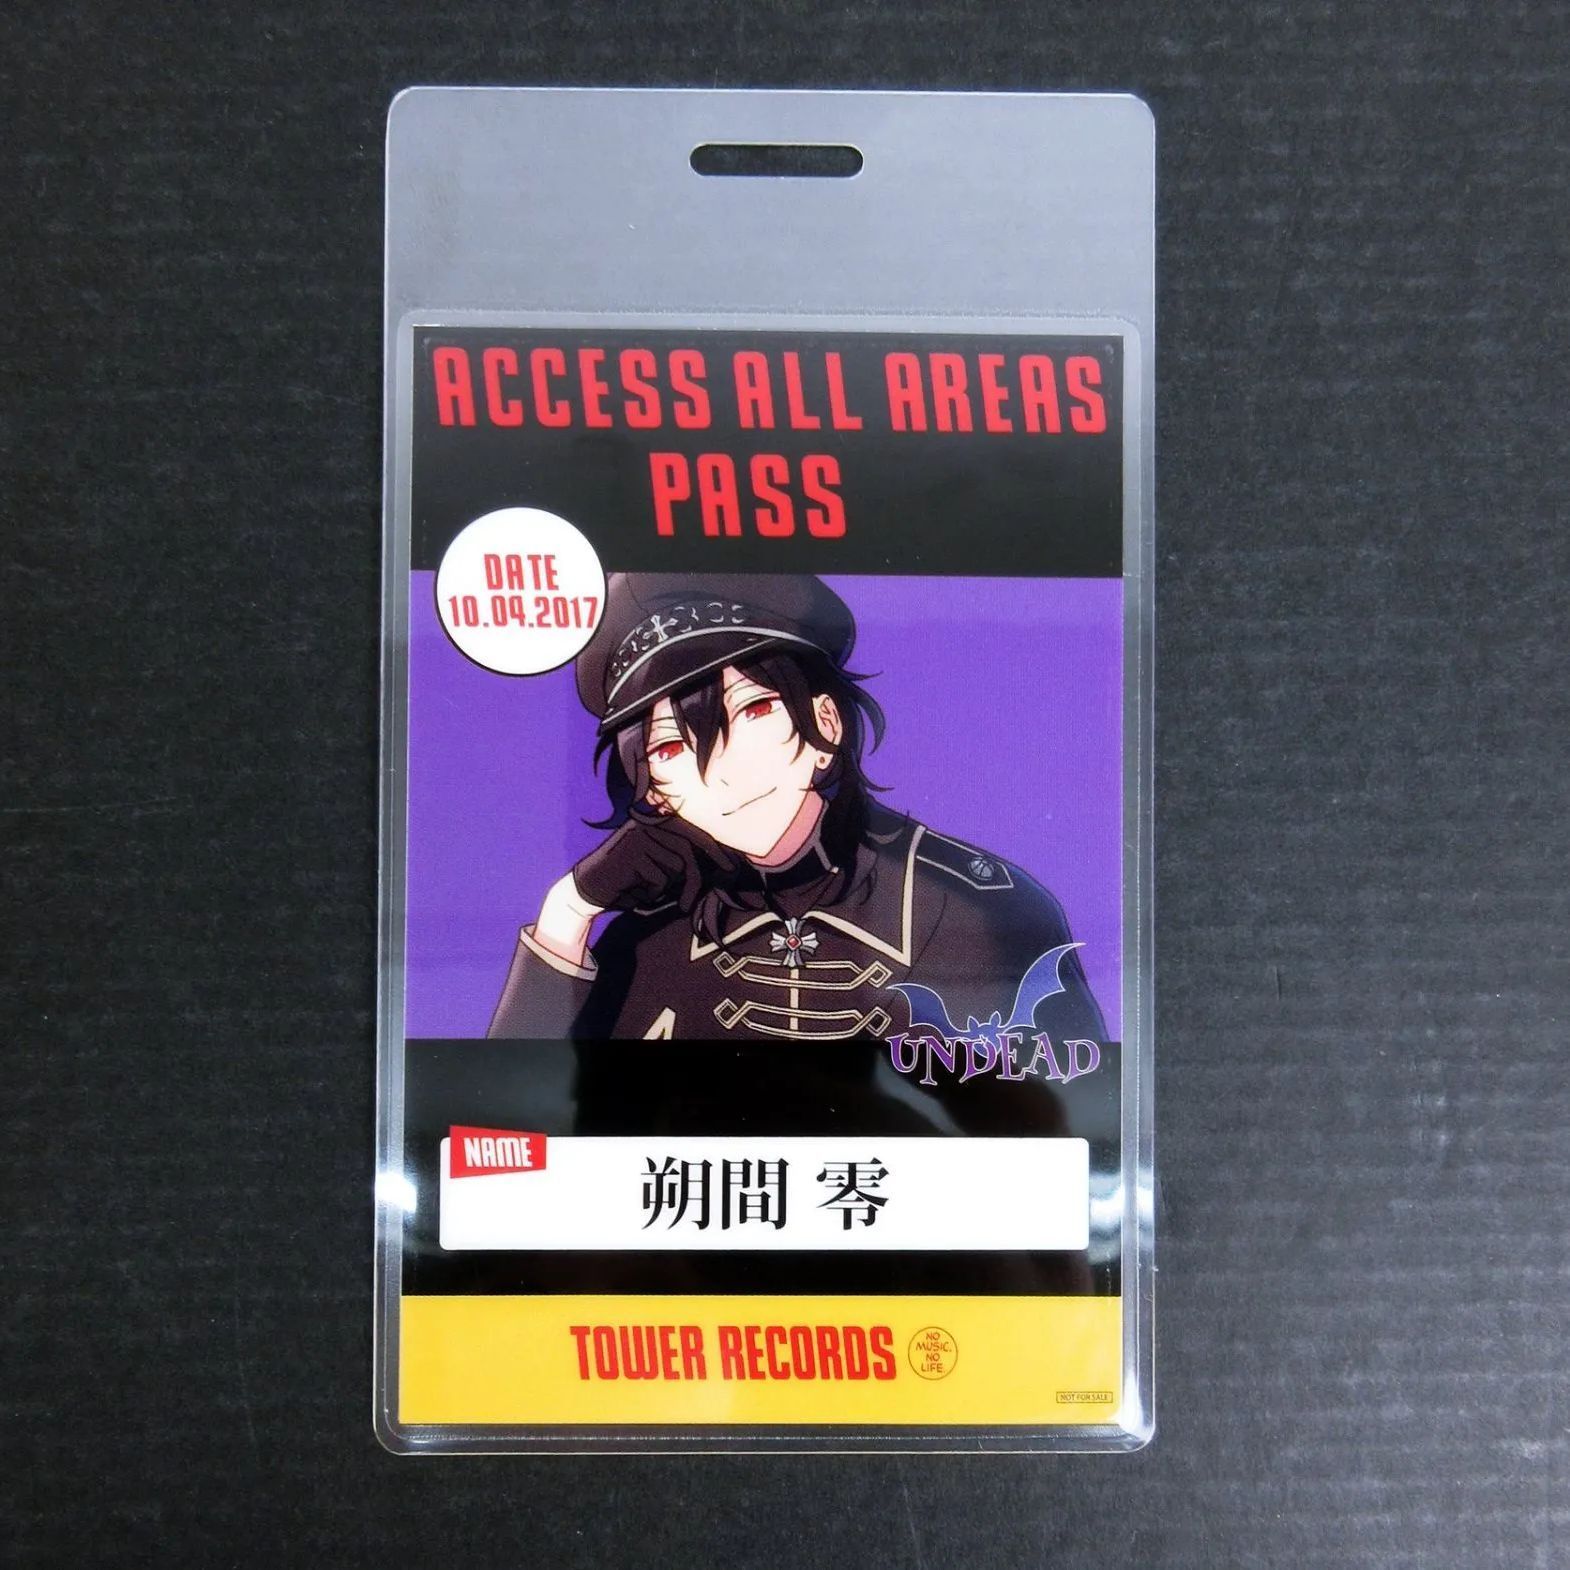 ACCESS ALL AREAS
PASS
DATE
10.04.2017
UNDEAD
NAME
朔間 零
TOWER RECORDS
NO
MUSIC.
NO
LIFE.
NOT FOR SALE